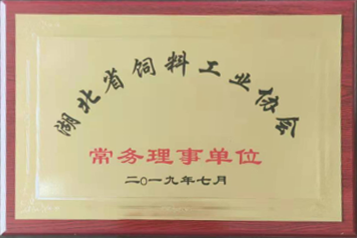 湖北省饲料工业协会
常务理事单位
二〇一九年七月